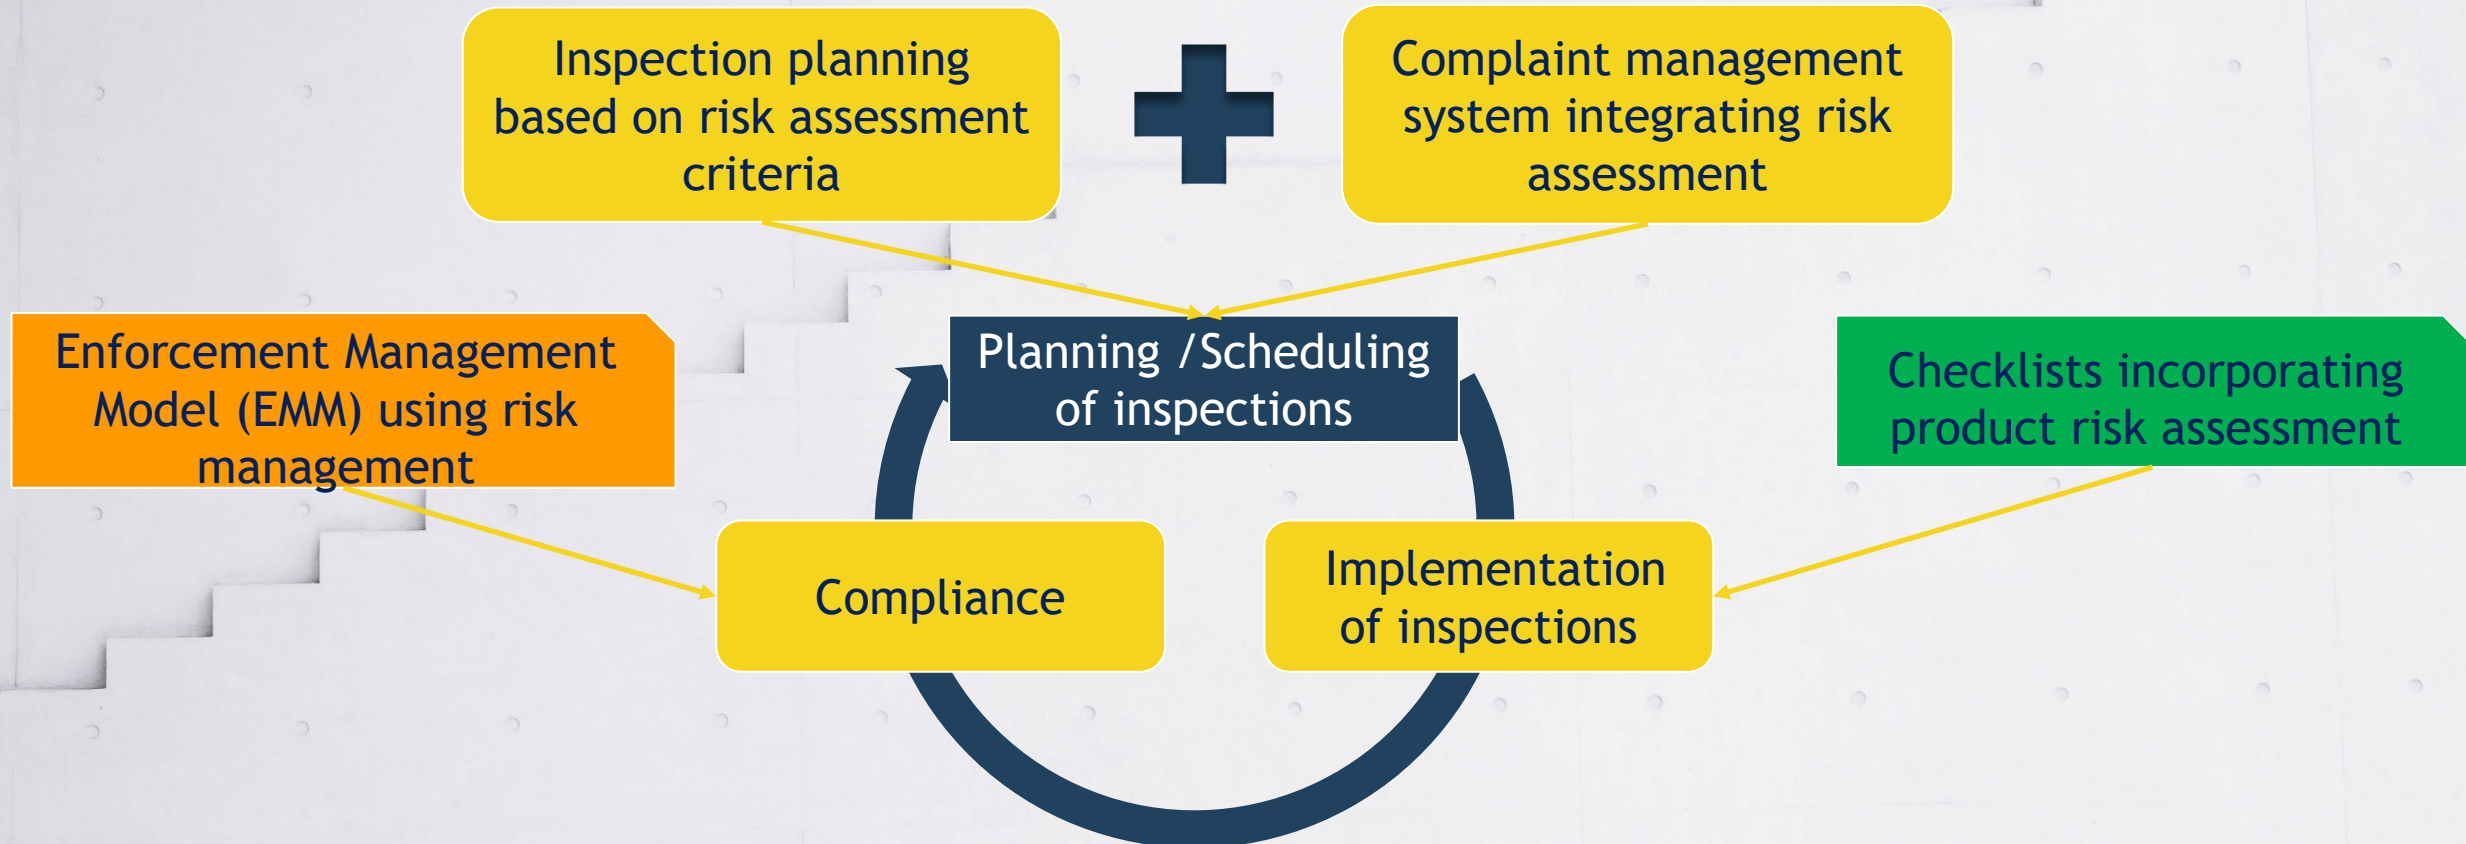 Inspection planning
based on risk assessment
criteria
Complaint management
system integrating risk
assessment
Enforcement Management
Model (EMM) using risk
management
Planning /Scheduling
of inspections
Checklists incorporating
product risk assessment
Compliance
Implementation
of inspections